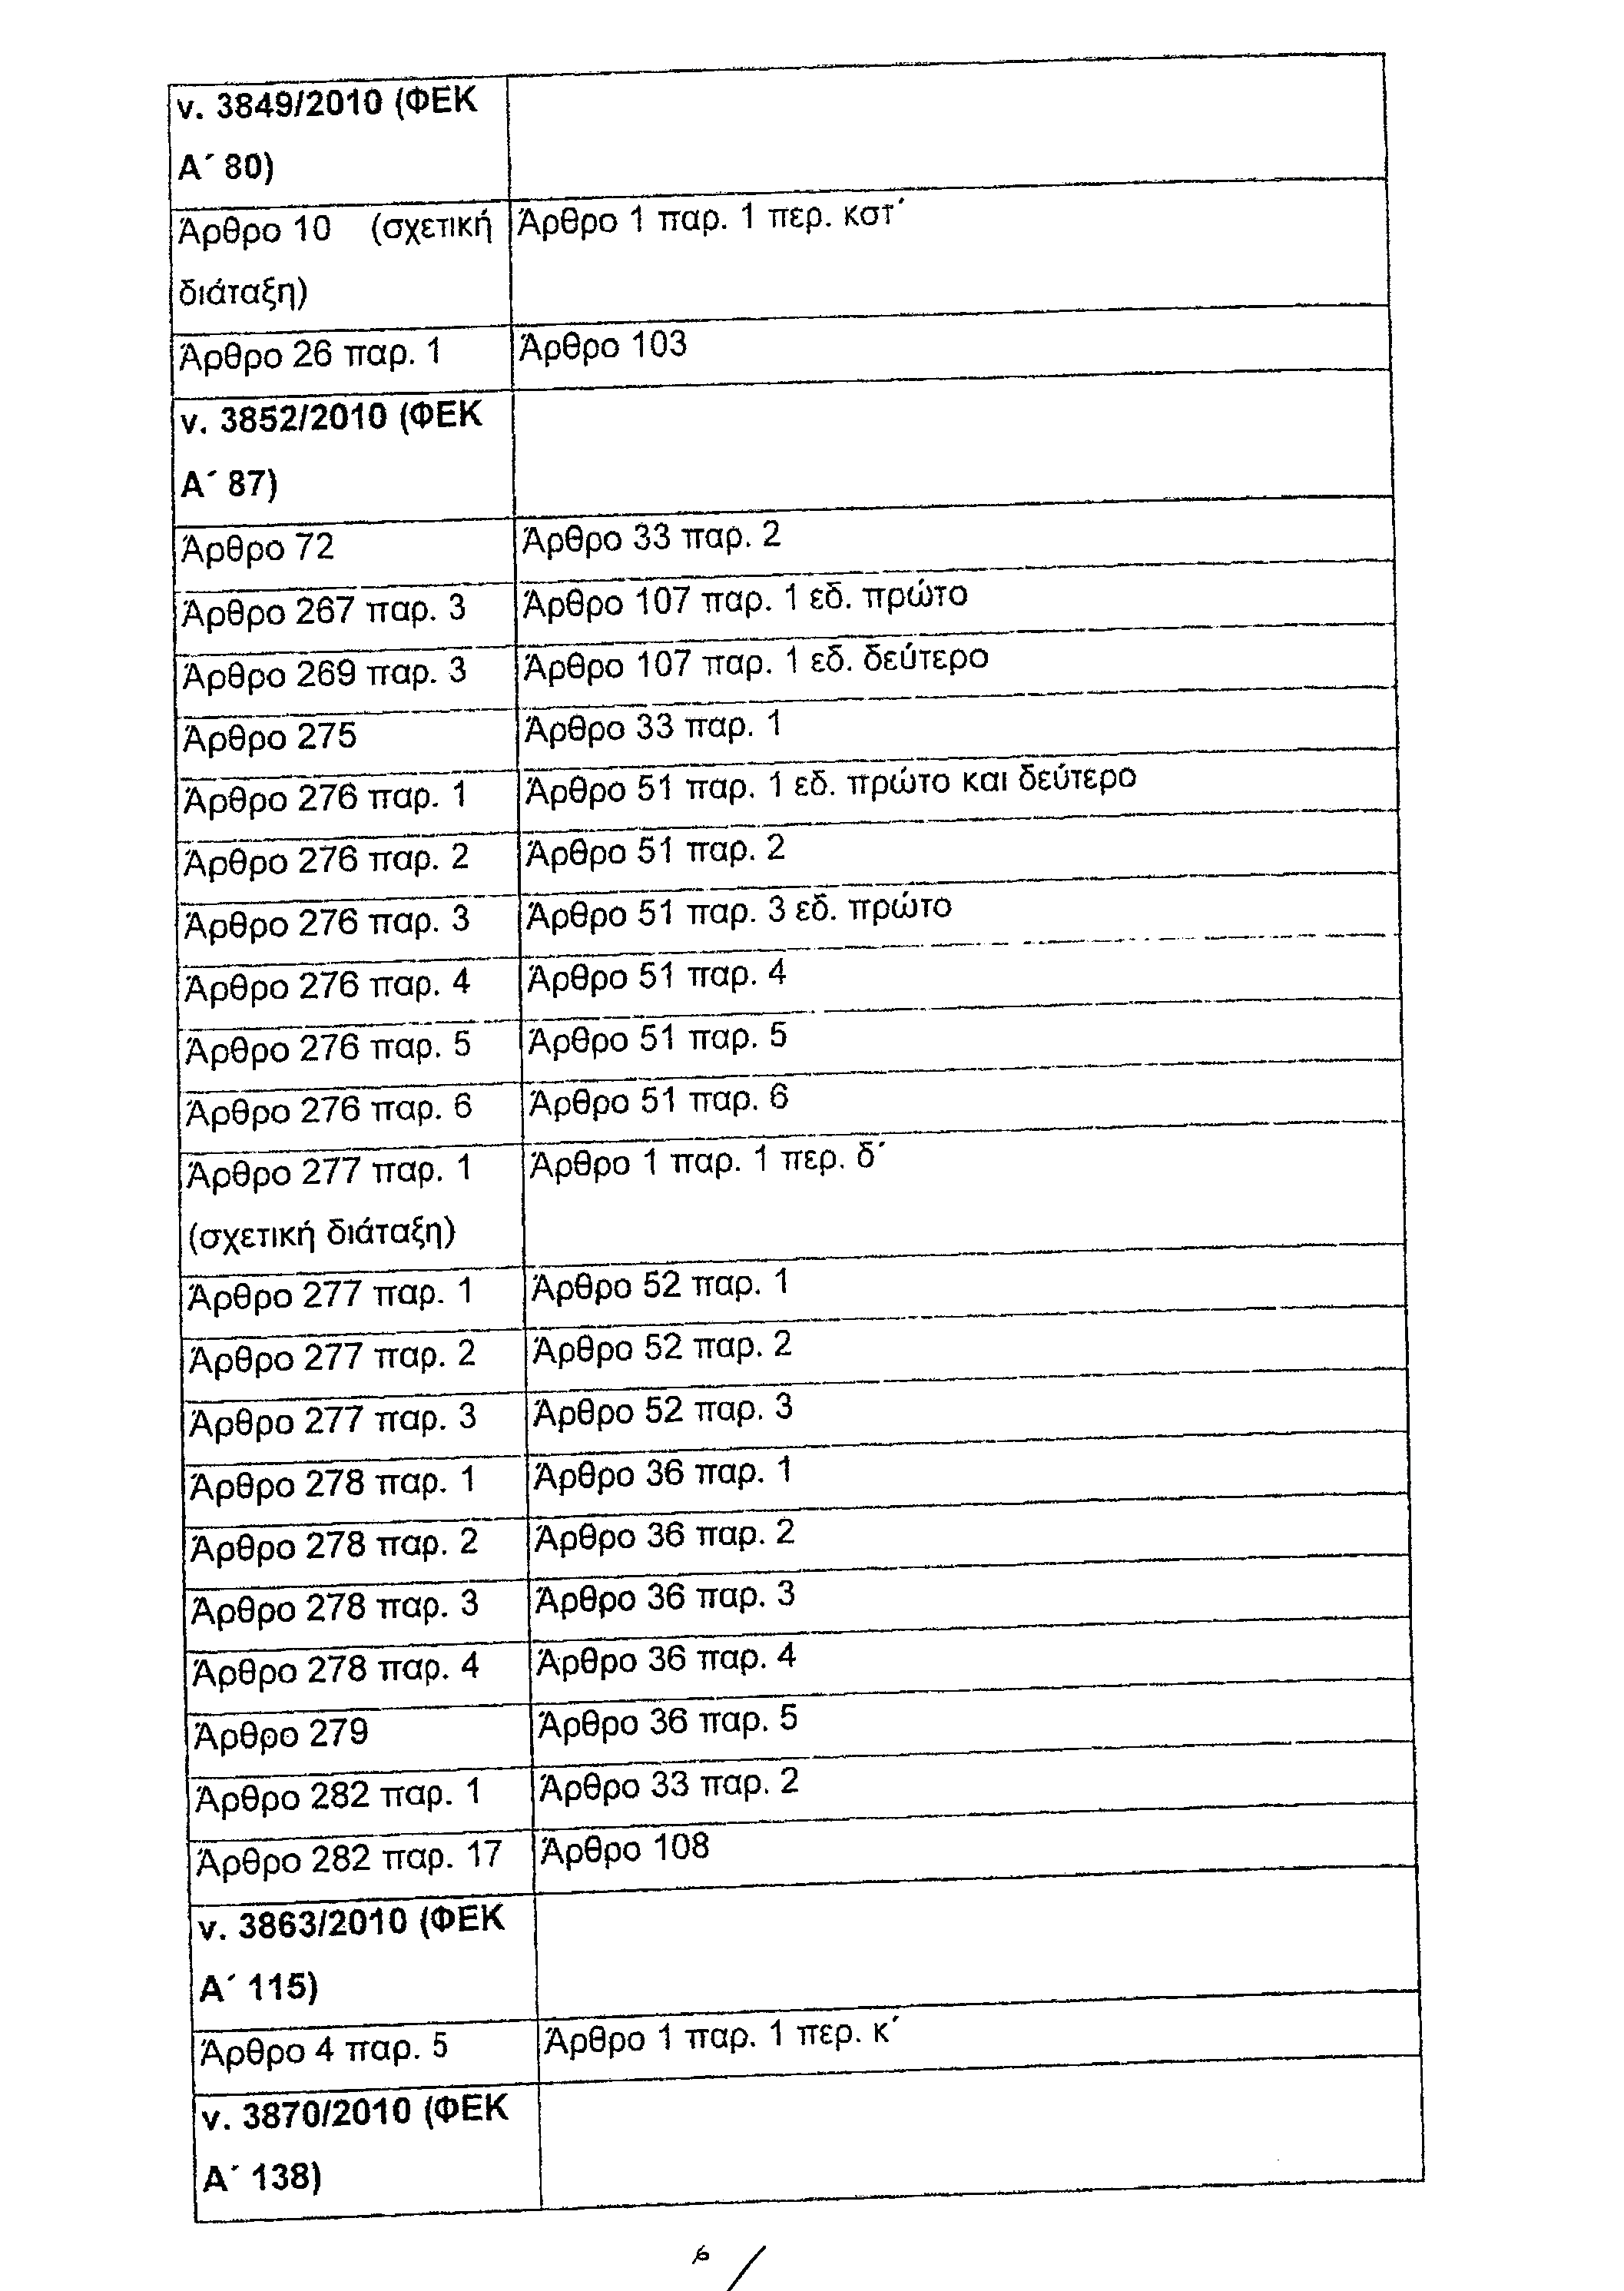 ν. 3849/2010 (ΦΕΚ
Α΄ 80)
Άρθρο 10 (σχετική Άρθρο 1 παρ. 1 περ. κστ΄
διάταξη)
Άρθρο 26 παρ. 1 Άρθρο 103
ν. 3852/2010 (ΦΕΚ
Α΄ 87)
Άρθρο 72 Άρθρο 33 παρ. 2
Άρθρο 267 παρ. 3 Άρθρο 107 παρ. 1 εδ. πρώτο
Άρθρο 269 παρ. 3 Άρθρο 107 παρ. 1 εδ. δεύτερο
Άρθρο 275 Άρθρο 33 παρ. 1
Άρθρο 276 παρ. 1 Άρθρο 51 παρ. 1 εδ. πρώτο και δεύτερο
Άρθρο 276 παρ. 2 Άρθρο 51 παρ. 2
Άρθρο 276 παρ. 3 Άρθρο 51 παρ. 3 εδ. πρώτο
Άρθρο 276 παρ. 4 Άρθρο 51 παρ. 4
Άρθρο 276 παρ. 5 Άρθρο 51 παρ. 5
Άρθρο 276 παρ. 6 Άρθρο 51 παρ. 6
Άρθρο 277 παρ. 1 Άρθρο 1 παρ. 1 περ. δ΄
(σχετική διάταξη)
Άρθρο 277 παρ. 1 Άρθρο 52 παρ. 1
Άρθρο 277 παρ. 2 Άρθρο 52 παρ. 2
Άρθρο 277 παρ. 3 Άρθρο 52 παρ. 3
Άρθρο 278 παρ. 1 Άρθρο 36 παρ. 1
Άρθρο 278 παρ. 2 Άρθρο 36 παρ. 2
Άρθρο 278 παρ. 3 Άρθρο 36 παρ. 3
Άρθρο 278 παρ. 4 Άρθρο 36 παρ. 4
Άρθρο 279 Άρθρο 36 παρ. 5
Άρθρο 282 παρ. 1 Άρθρο 33 παρ. 2
Άρθρο 282 παρ. 17 Άρθρο 108
ν. 3863/2010 (ΦΕΚ
Α΄ 115)
Άρθρο 4 παρ. 5 Άρθρο 1 παρ. 1 περ. κ΄
ν. 3870/2010 (ΦΕΚ
Α΄ 138)